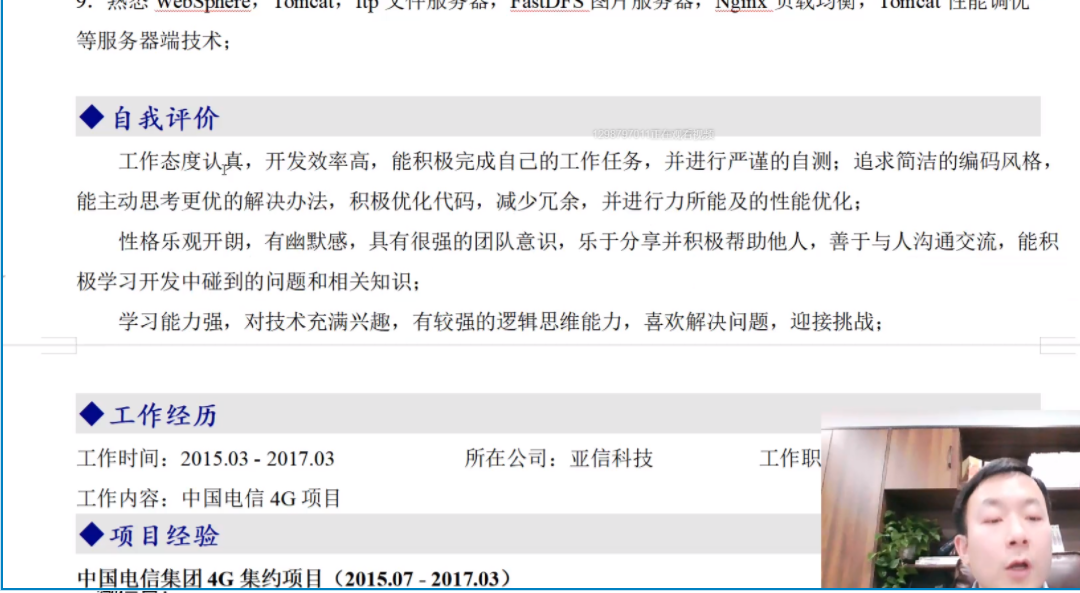 9. 熟悉 WebSphere，Tomcat，ftp 文件服务器，FastDFS 图片服务器，Nginx 负载均衡，Tomcat 性能调优
等服务器端技术；
◆自我评价
工作态度认真，开发效率高，能积极完成自己的工作任务，并进行严谨的自测；追求简洁的编码风格，
能主动思考更优的解决办法，积极优化代码，减少冗余，并进行力所能及的性能优化；
性格乐观开朗，有幽默感，具有很强的团队意识，乐于分享并积极帮助他人，善于与人沟通交流，能积
极学习开发中碰到的问题和相关知识；
学习能力强，对技术充满兴趣，有较强的逻辑思维能力，喜欢解决问题，迎接挑战；
◆工作经历
工作时间：2015.03 - 2017.03 所在公司：亚信科技 工作职
工作内容：中国电信 4G 项目
◆项目经验
中国电信集团 4G 集约项目（2015.07 - 2017.03）